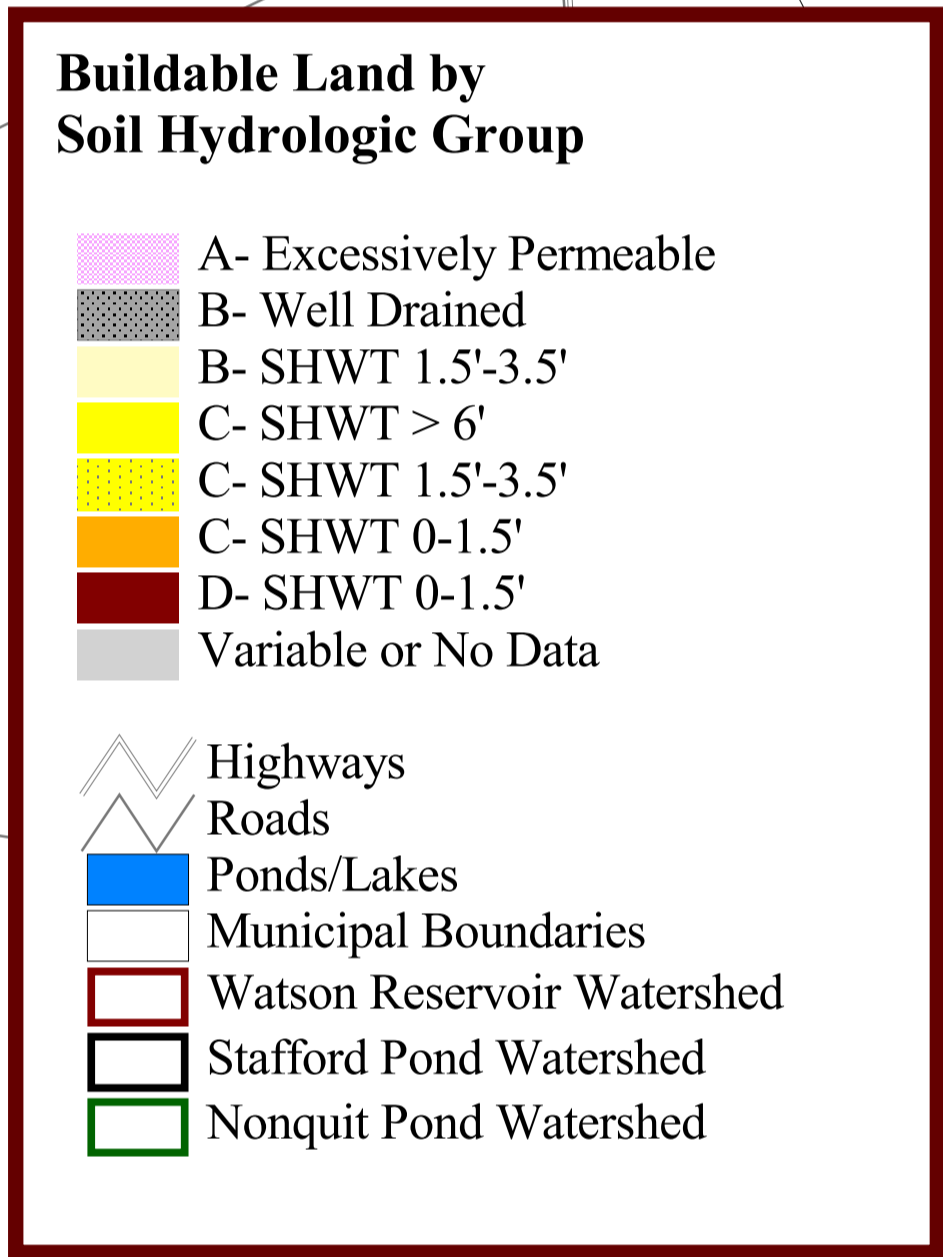 Buildable Land by
Soil Hydrologic Group
A- Excessively Permeable
B- Well Drained
B- SHWT 1.5'-3.5'
C- SHWT > 6'
C- SHWT 1.5'-3.5'
C- SHWT 0-1.5'
D- SHWT 0-1.5'
Variable or No Data
Highways
Roads
Ponds/Lakes
Municipal Boundaries
Watson Reservoir Watershed
Stafford Pond Watershed
Nonquit Pond Watershed